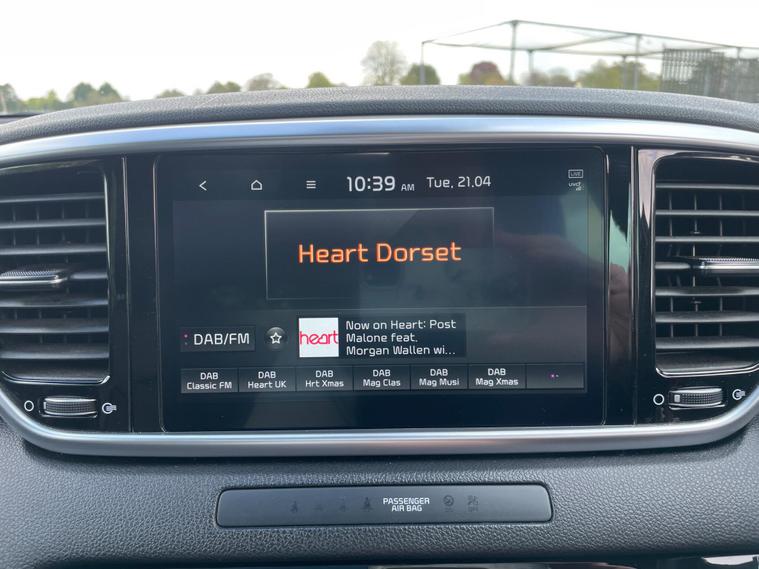 10:39 AM Tue, 21.04
LIVE
UVO
Heart Dorset
DAB/FM
heart
Now on Heart: Post
Malone feat.
Morgan Wallen wi...
DAB
Classic FM
DAB
Heart UK
DAB
Hrt Xmas
DAB
Mag Clas
DAB
Mag Musi
DAB
Mag Xmas
PASSENGER
AIR BAG